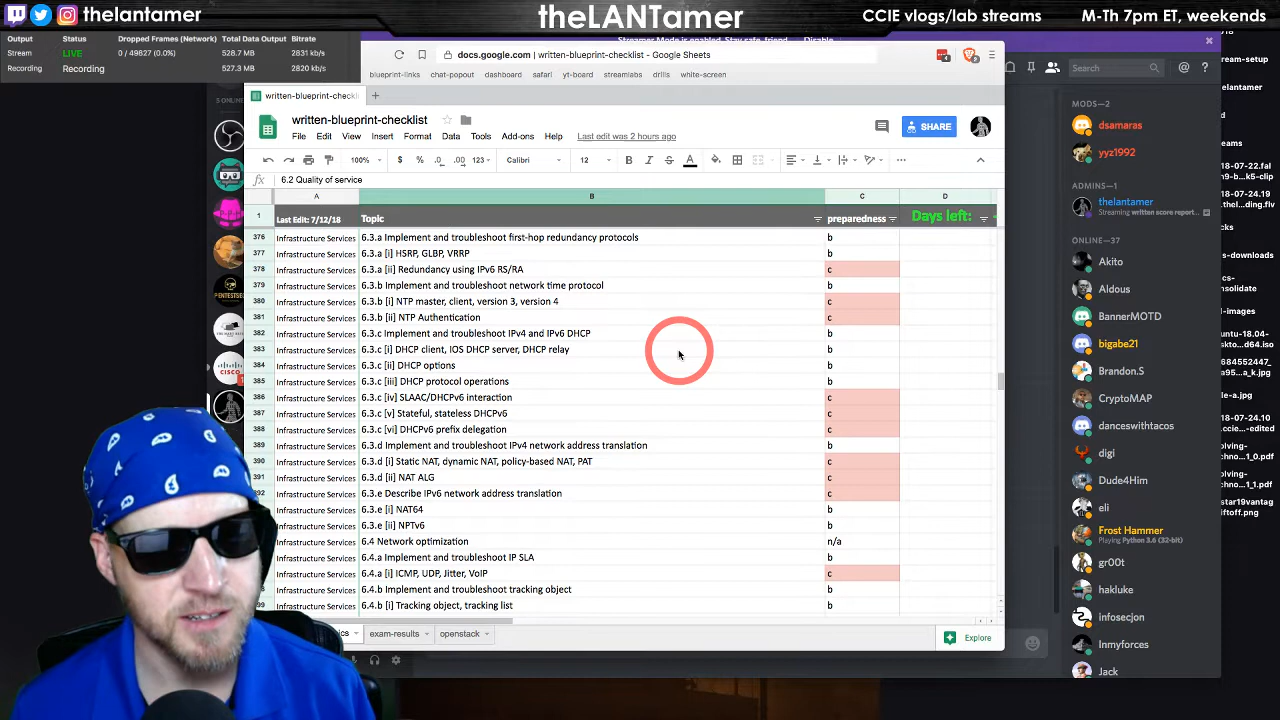 thelantamer
theLANTamer
CCIE vlogs/lab streams
M-Th 7pm ET, weekends
Output Status Dropped Frames (Percent) Total Data Output Bitrate
Stream LIVE 0 / 49827 (0.0%) 528.7 MB 2831 kb/s
Recording Recording 527.3 MB 2820 kb/s
docs.google.com | written-blueprint-checklist - Google Sheets
blueprint-links chat-popout dashboard safari yt-board streamlabs drills white-screen
written-blueprint-checkl
written-blueprint-checklist
File Edit View Insert Format Data Tools Add-ons Help Last edit was 2 hours ago
SHARE
100% $ % .0 .00 123 Calibri 12 B I S A
fx 6.2 Quality of service
A B C D
1 Last Edit: 7/12/18 Topic preparedness Days left:
376 Infrastructure Services 6.3.a Implement and troubleshoot first-hop redundancy protocols b
377 Infrastructure Services 6.3.a [i] HSRP, GLBP, VRRP b
378 Infrastructure Services 6.3.a [ii] Redundancy using IPv6 RS/RA c
379 Infrastructure Services 6.3.b Implement and troubleshoot network time protocol b
380 Infrastructure Services 6.3.b [i] NTP master, client, version 3, version 4 c
381 Infrastructure Services 6.3.b [ii] NTP Authentication c
382 Infrastructure Services 6.3.c Implement and troubleshoot IPv4 and IPv6 DHCP b
383 Infrastructure Services 6.3.c [i] DHCP client, IOS DHCP server, DHCP relay b
384 Infrastructure Services 6.3.c [ii] DHCP options b
385 Infrastructure Services 6.3.c [iii] DHCP protocol operations b
386 Infrastructure Services 6.3.c [iv] SLAAC/DHCPv6 interaction c
387 Infrastructure Services 6.3.c [v] Stateful, stateless DHCPv6 c
388 Infrastructure Services 6.3.c [vi] DHCPv6 prefix delegation c
389 Infrastructure Services 6.3.d Implement and troubleshoot IPv4 network address translation b
390 Infrastructure Services 6.3.d [i] Static NAT, dynamic NAT, policy-based NAT, PAT c
391 Infrastructure Services 6.3.d [ii] NAT ALG c
Infrastructure Services 6.3.e Describe IPv6 network address translation c
Infrastructure Services 6.3.e [i] NAT64 b
Infrastructure Services 6.3.e [ii] NPTv6 b
Infrastructure Services 6.4 Network optimization n/a
Infrastructure Services 6.4.a Implement and troubleshoot IP SLA b
Infrastructure Services 6.4.a [i] ICMP, UDP, Jitter, VoIP c
Infrastructure Services 6.4.b Implement and troubleshoot tracking object b
Infrastructure Services 6.4.b [i] Tracking object, tracking list b
exam-results openstack
Explore
Search
MODS—2
dsamaras
yyz1992
ADMINS—1
thelantamer
Streaming written score report...
ONLINE—37
Akito
Aldous
BannerMOTD
bigabe21
Brandon.S
CryptoMAP
danceswithtacos
digi
Dude4Him
eli
Frost Hammer
Playing Python 3.6 (32-bit)
gr00t
hakluke
infosecjon
lnmyforces
Jack